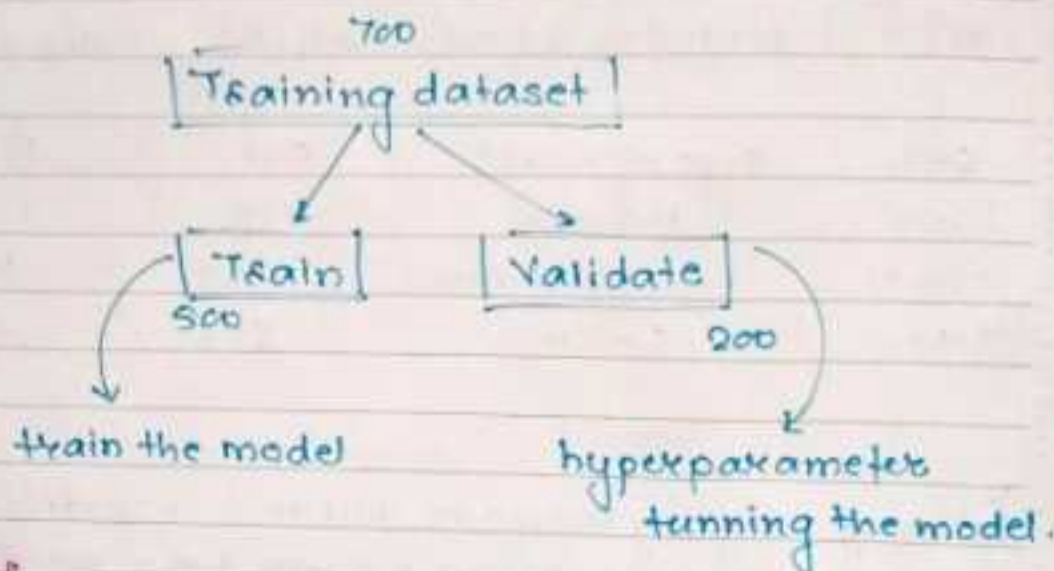 700
Training dataset
Train
Validate
500
200
train the model
hyperparameter
tunning the model.